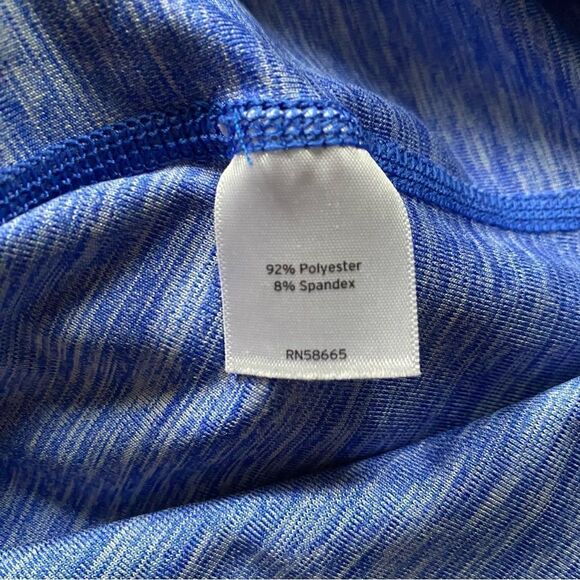 92% Polyester
8% Spandex
RN58665